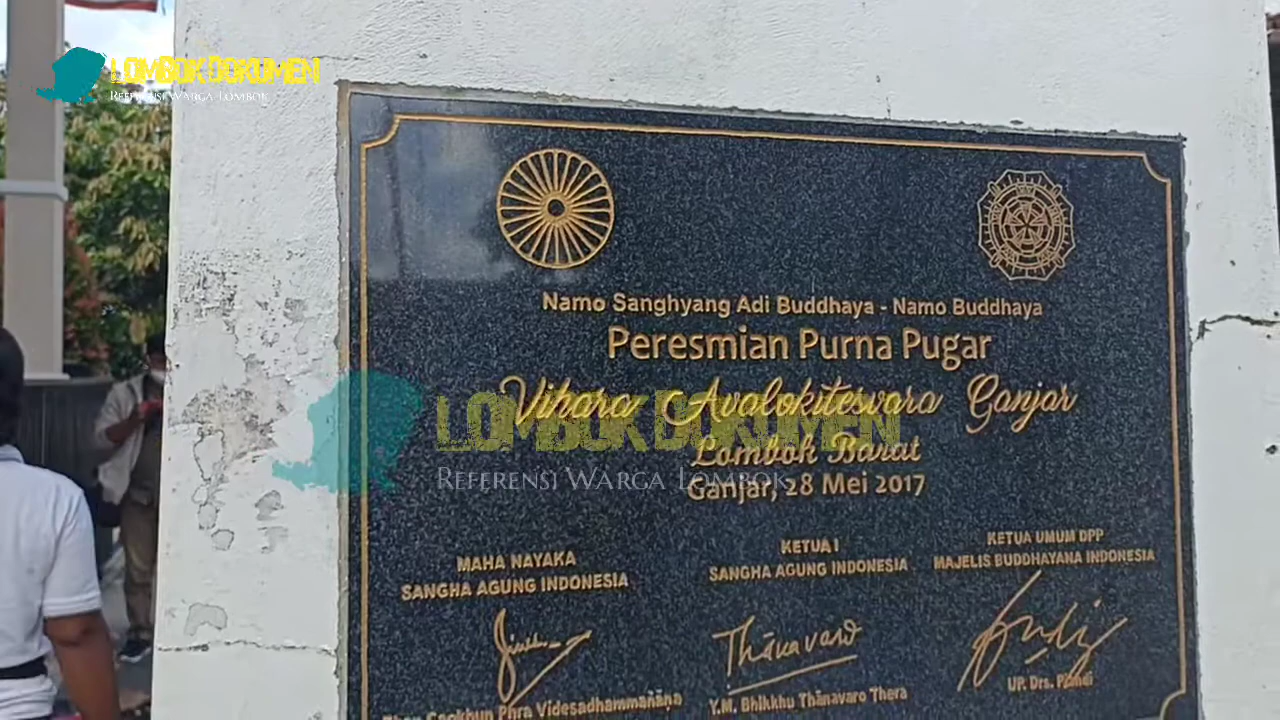 LOMBOK DOKUMEN
REFERENSI WARGA LOMBOK
Namo Sanghyang Adi Buddhaya - Namo Buddhaya
Peresmian Purna Pugar
Vihara Avalokitesvara Ganjar
LOMBOK DOKUMEN
Lombok Barat
REFERENSI WARGA LOMBOK
Ganjar, 28 Mei 2017
MAHA NAYAKA
SANGHA AGUNG INDONESIA
KETUA I
SANGHA AGUNG INDONESIA
KETUA UMUM DPP
MAJELIS BUDDHAYANA INDONESIA
Thānavaro
Phra Videsadhammañāṇa
Y.M. Bhikkhu Thānavaro Thera
UP. Drs.